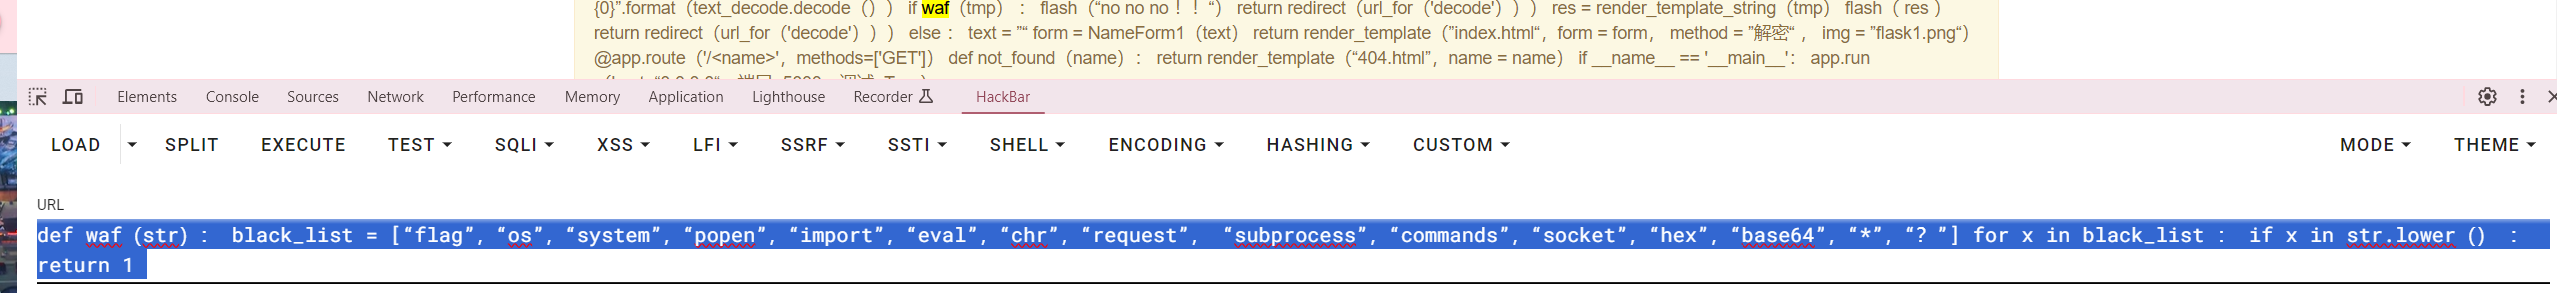 {0}”.format（text_decode.decode（）） if waf（tmp）： flash（“no no no！！“） return redirect（url_for（'decode'））） res = render_template_string（tmp） flash（ res ）
return redirect（url_for（'decode'））） else： text = ”“ form = NameForm1（text） return render_template（”index.html“， form = form， method = ”解密“， img = ”flask1.png“）
@app.route（'/<name>'， methods=['GET']） def not_found（name）： return render_template（“404.html”，name = name） if __name__ == '__main__'： app.run
Elements Console Sources Network Performance Memory Application Lighthouse Recorder HackBar
LOAD SPLIT EXECUTE TEST SQLI XSS LFI SSRF SSTI SHELL ENCODING HASHING CUSTOM MODE THEME
URL
def waf（str）： black_list = [“flag”, “os”, “system”, “popen”, “import”, “eval”, “chr”, “request”， “subprocess”, “commands”, “socket”, “hex”, “base64”, “*”, “？”] for x in black_list ： if x in str.lower（） ：
return 1